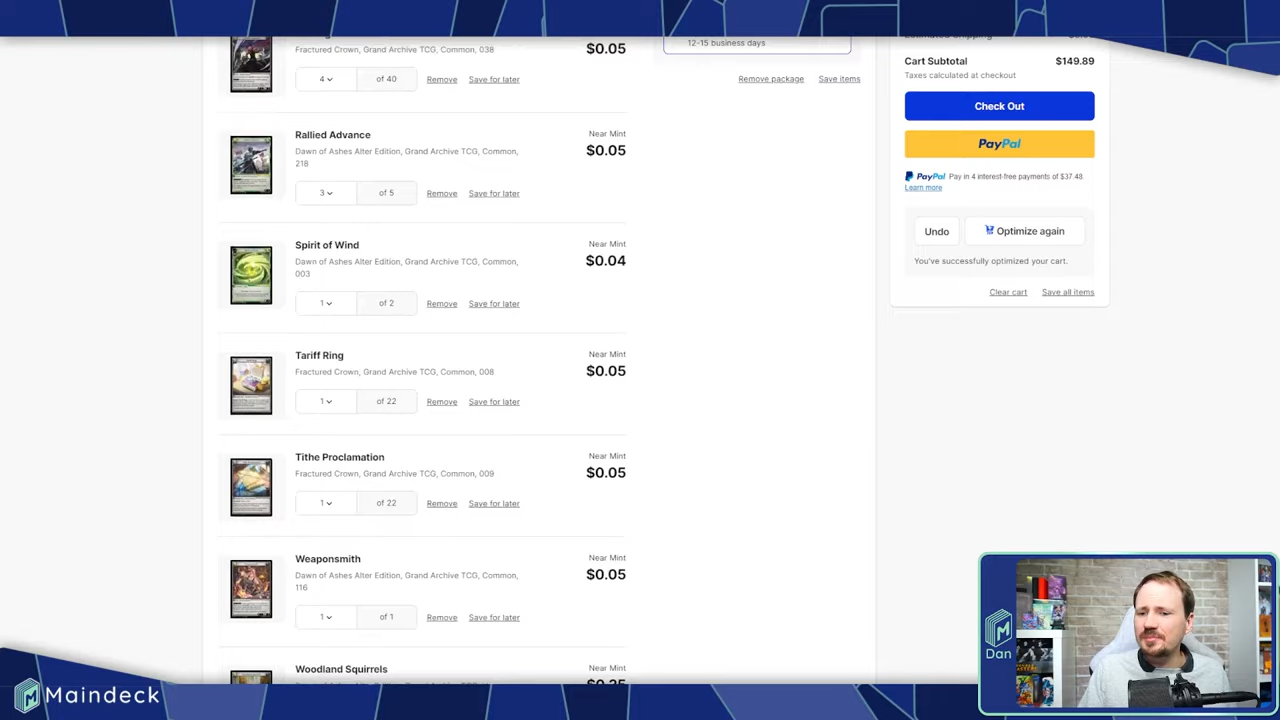 Fractured Crown, Grand Archive TCG, Common, 038
$0.05
4
of 40
Remove
Save for later
12-15 business days
Remove package
Save items
Rallied Advance
Dawn of Ashes Alter Edition, Grand Archive TCG, Common,
218
Near Mint
$0.05
3
of 5
Remove
Save for later
Spirit of Wind
Dawn of Ashes Alter Edition, Grand Archive TCG, Common,
003
Near Mint
$0.04
1
of 2
Remove
Save for later
Tariff Ring
Fractured Crown, Grand Archive TCG, Common, 008
Near Mint
$0.05
1
of 22
Remove
Save for later
Tithe Proclamation
Fractured Crown, Grand Archive TCG, Common, 009
Near Mint
$0.05
1
of 22
Remove
Save for later
Weaponsmith
Dawn of Ashes Alter Edition, Grand Archive TCG, Common,
116
Near Mint
$0.05
1
of 1
Remove
Save for later
Woodland Squirrels
Near Mint
Cart Subtotal
$149.89
Taxes calculated at checkout
Check Out
PayPal
PayPal Pay in 4 interest-free payments of $37.48.
Learn more
Undo
Optimize again
You've successfully optimized your cart.
Clear cart
Save all items
Dan
Maindeck